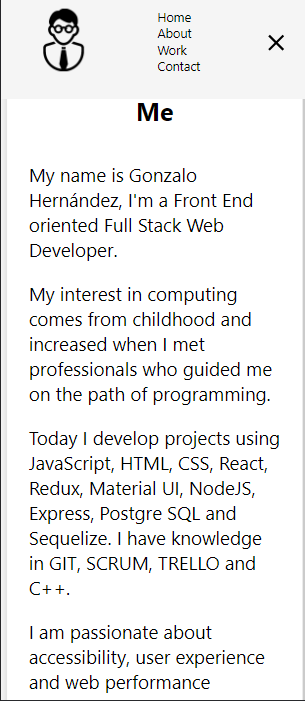 Home
About
Work
Contact
Me
My name is Gonzalo
Hernández, I'm a Front End
oriented Full Stack Web
Developer.
My interest in computing
comes from childhood and
increased when I met
professionals who guided me
on the path of programming.
Today I develop projects using
JavaScript, HTML, CSS, React,
Redux, Material UI, NodeJS,
Express, Postgre SQL and
Sequelize. I have knowledge
in GIT, SCRUM, TRELLO and
C++.
I am passionate about
accessibility, user experience
and web performance